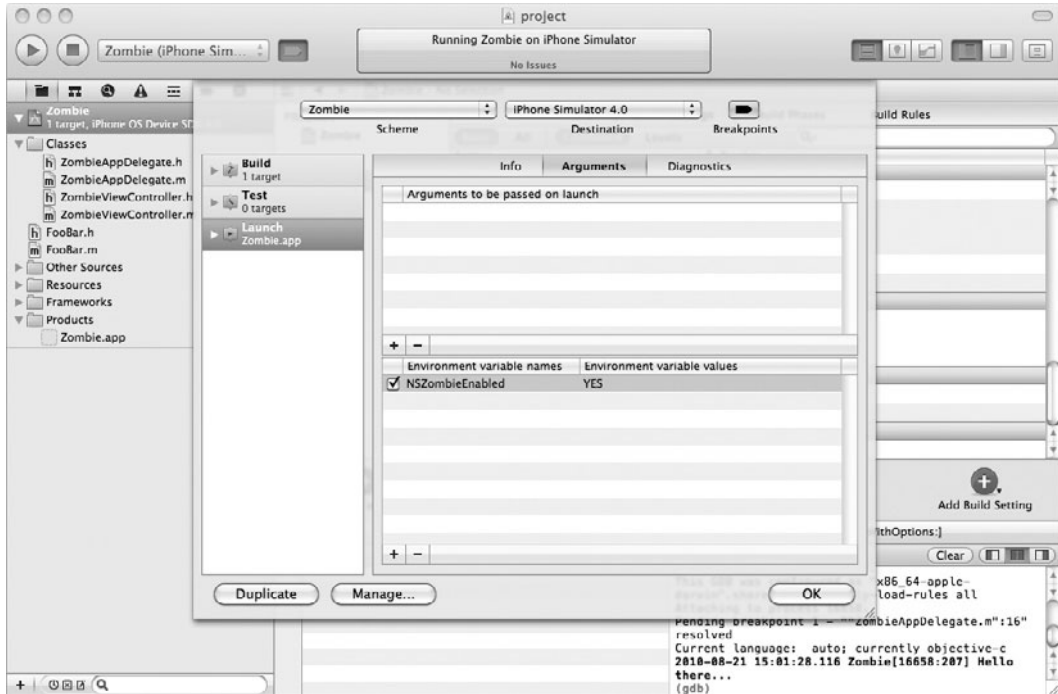 project
Zombie (iPhone Sim...
Running Zombie on iPhone Simulator
No Issues
Zombie
1 target, iPhone OS Device SD
Classes
ZombieAppDelegate.h
ZombieAppDelegate.m
ZombieViewController.h
ZombieViewController.m
FooBar.h
FooBar.m
Other Sources
Resources
Frameworks
Products
Zombie.app
Zombie
iPhone Simulator 4.0
Scheme
Destination
Breakpoints
uild Rules
Build
1 target
Test
0 targets
Launch
Zombie.app
Info
Arguments
Diagnostics
Arguments to be passed on launch
+ −
Environment variable names
Environment variable values
NSZombieEnabled
YES
+ −
Duplicate
Manage...
OK
Add Build Setting
ithOptions:]
Clear
x86_64-apple-
load-rules all
Pending breakpoint 1 - ""ZombieAppDelegate.m":16"
resolved
Current language: auto; currently objective-c
2010-08-21 15:01:28.116 Zombie[16658:207] Hello
there...
(gdb)